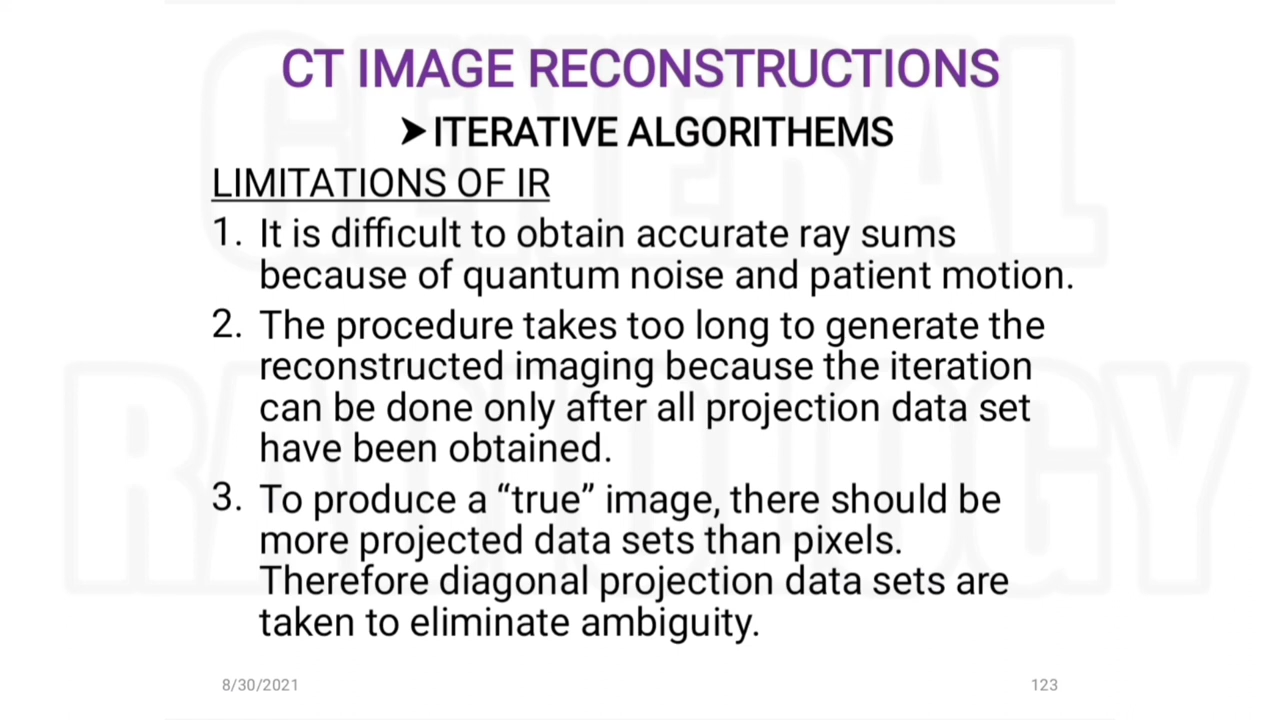 CT IMAGE RECONSTRUCTIONS
➤ITERATIVE ALGORITHEMS
LIMITATIONS OF IR
1. It is difficult to obtain accurate ray sums
because of quantum noise and patient motion.
2. The procedure takes too long to generate the
reconstructed imaging because the iteration
can be done only after all projection data set
have been obtained.
3. To produce a “true” image, there should be
more projected data sets than pixels.
Therefore diagonal projection data sets are
taken to eliminate ambiguity.
8/30/2021
123
GENERAL
RADIOLOGY